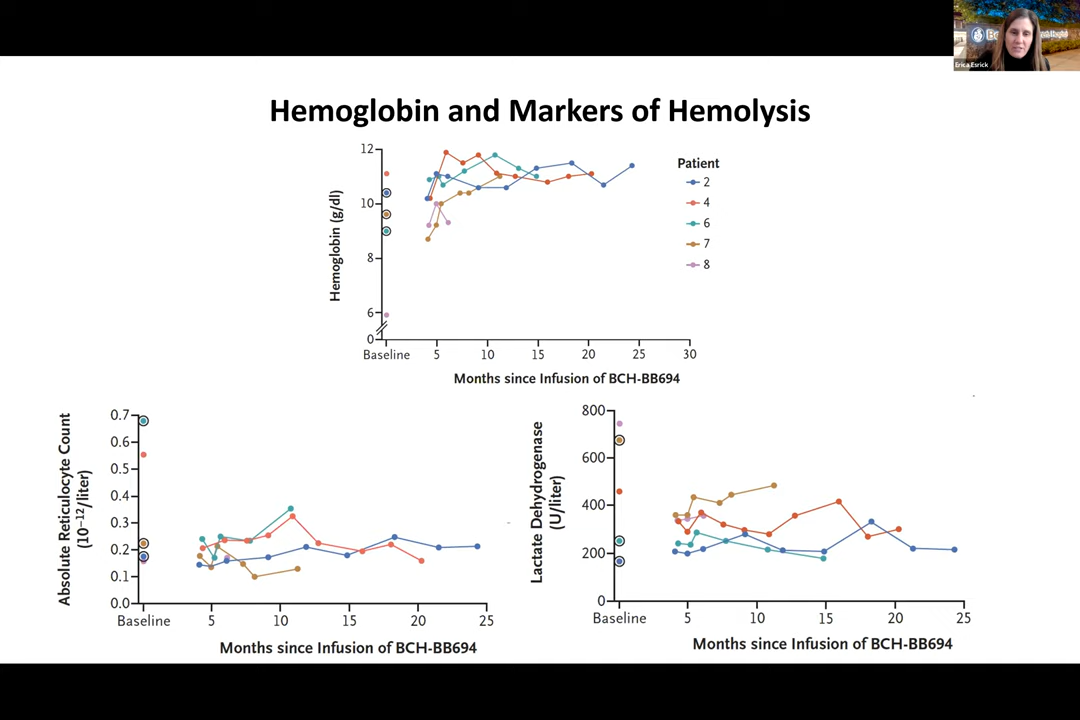 Erica Esrick
Hemoglobin and Markers of Hemolysis
Hemoglobin (g/dl)
12
10
8
6
0
Baseline 5 10 15 20 25 30
Months since Infusion of BCH-BB694
Patient
2
4
6
7
8
Absolute Reticulocyte Count
(10−12/liter)
0.7
0.6
0.5
0.4
0.3
0.2
0.1
0.0
Baseline 5 10 15 20 25
Months since Infusion of BCH-BB694
Lactate Dehydrogenase
(U/liter)
800
600
400
200
0
Baseline 5 10 15 20 25
Months since Infusion of BCH-BB694